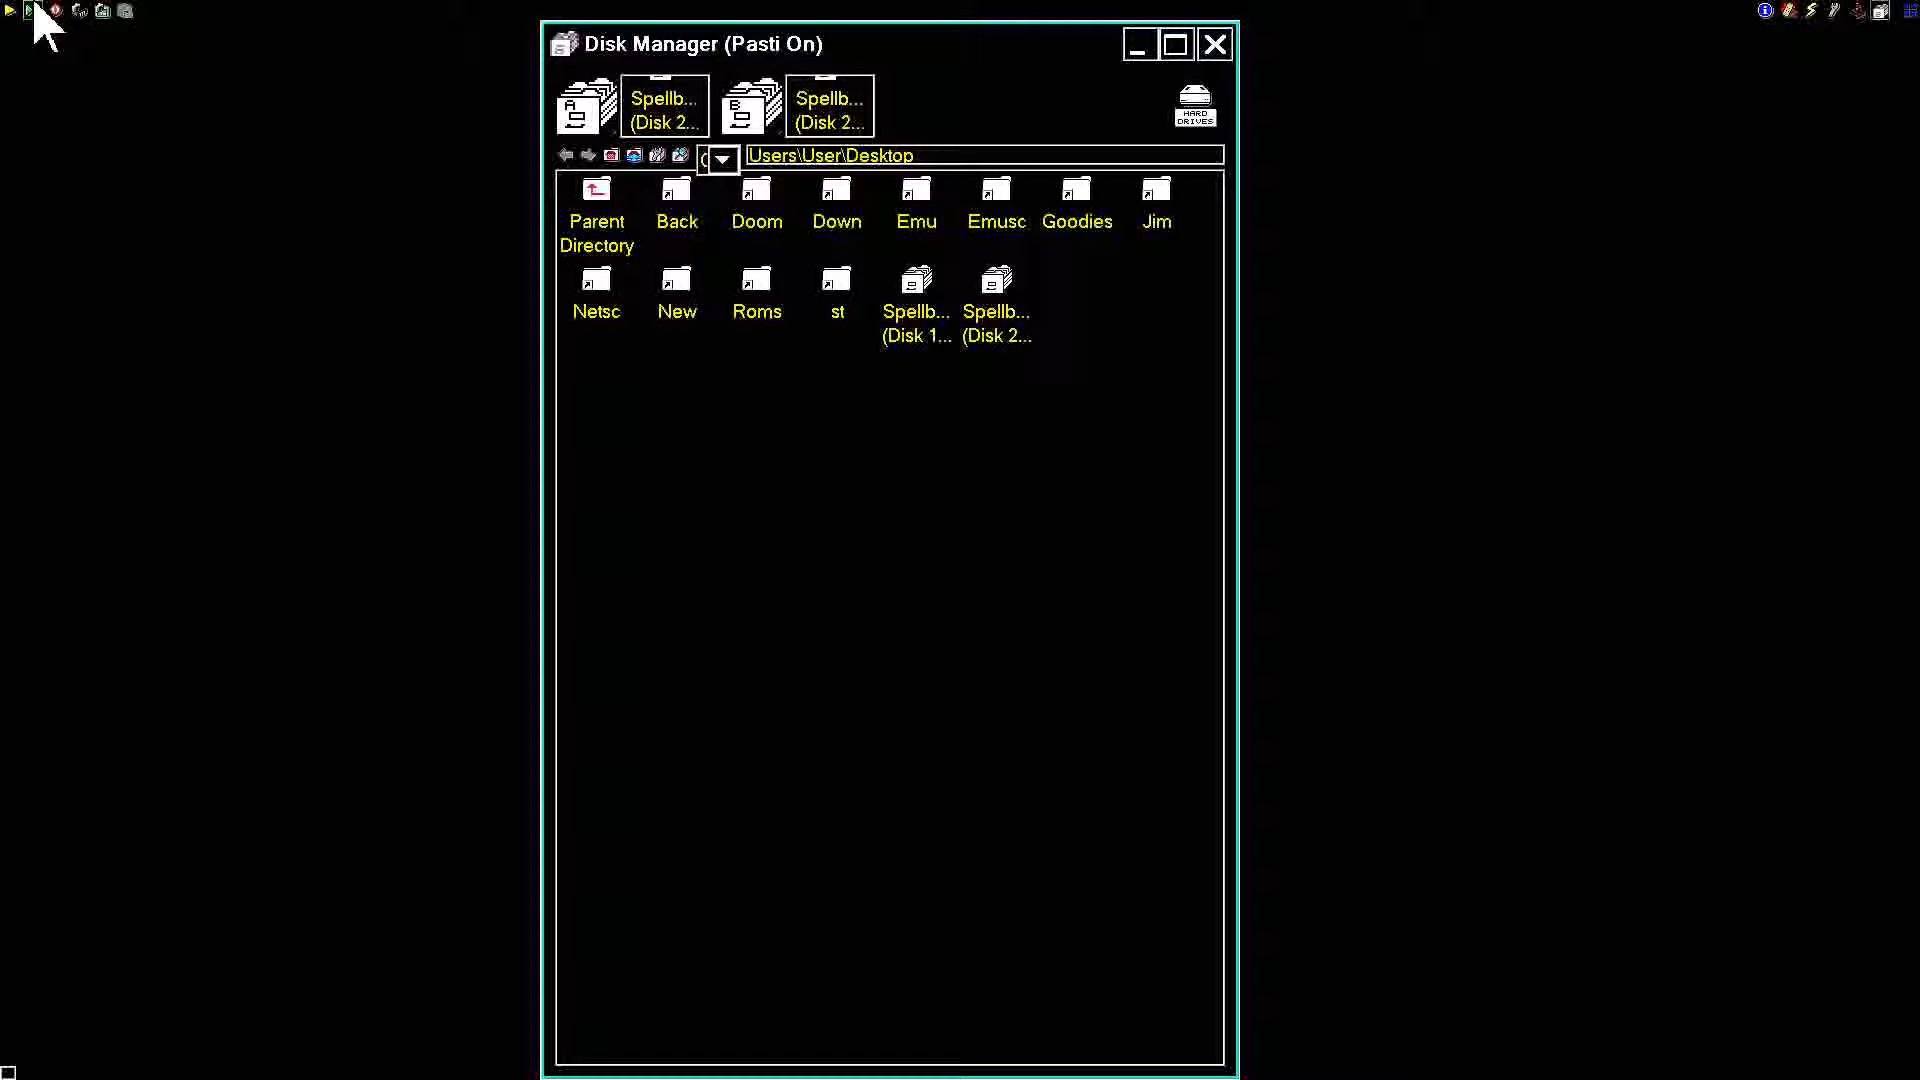 Disk Manager (Pasti On)
A
Spellb...
(Disk 2...
B
Spellb...
(Disk 2...
HARD
DRIVES
Users\User\Desktop
Parent
Directory
Back
Doom
Down
Emu
Emusc
Goodies
Jim
Netsc
New
Roms
st
Spellb...
(Disk 1...
Spellb...
(Disk 2...